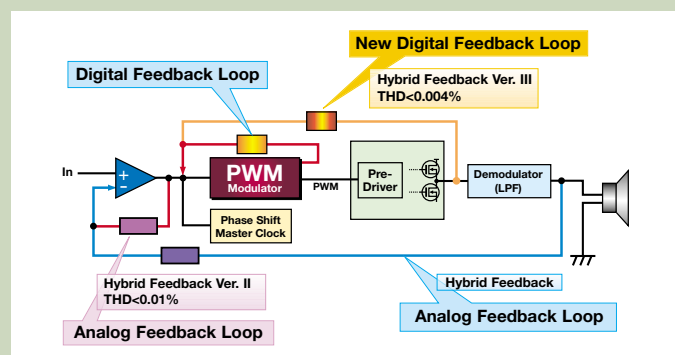 New Digital Feedback Loop
Digital Feedback Loop
Hybrid Feedback Ver. III
THD<0.004%
In
+
−
PWM
Modulator
PWM
Pre-
Driver
Demodulator
(LPF)
Phase Shift
Master Clock
Hybrid Feedback Ver. II
THD<0.01%
Hybrid Feedback
Analog Feedback Loop
Analog Feedback Loop